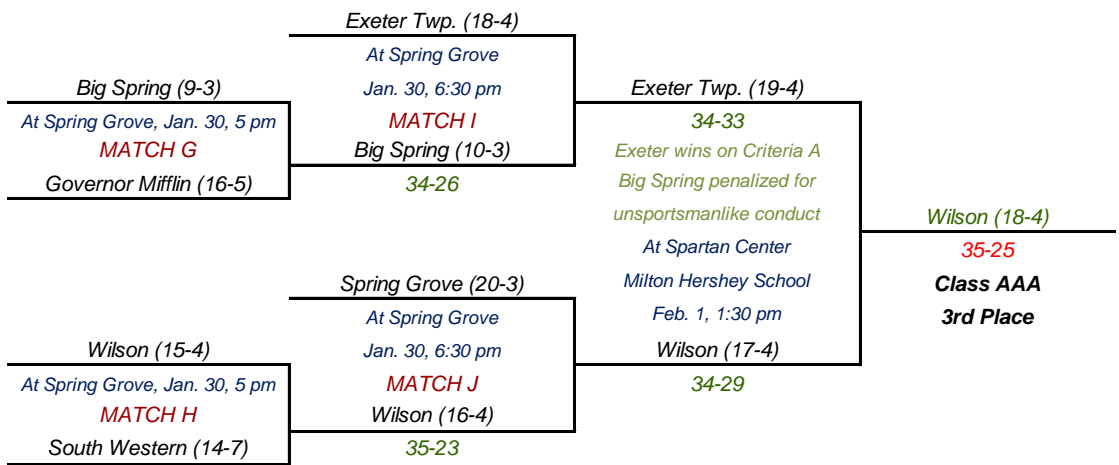 Exeter Twp. (18-4)
At Spring Grove
Jan. 30, 6:30 pm
MATCH I
Big Spring (9-3)
At Spring Grove, Jan. 30, 5 pm
MATCH G
Governor Mifflin (16-5)
Big Spring (10-3)
34-26
Exeter Twp. (19-4)
34-33
Exeter wins on Criteria A
Big Spring penalized for
unsportsmanlike conduct
At Spartan Center
Milton Hershey School
Feb. 1, 1:30 pm
Wilson (18-4)
35-25
Class AAA
3rd Place
Spring Grove (20-3)
At Spring Grove
Jan. 30, 6:30 pm
MATCH J
Wilson (15-4)
At Spring Grove, Jan. 30, 5 pm
MATCH H
South Western (14-7)
Wilson (16-4)
35-23
Wilson (17-4)
34-29